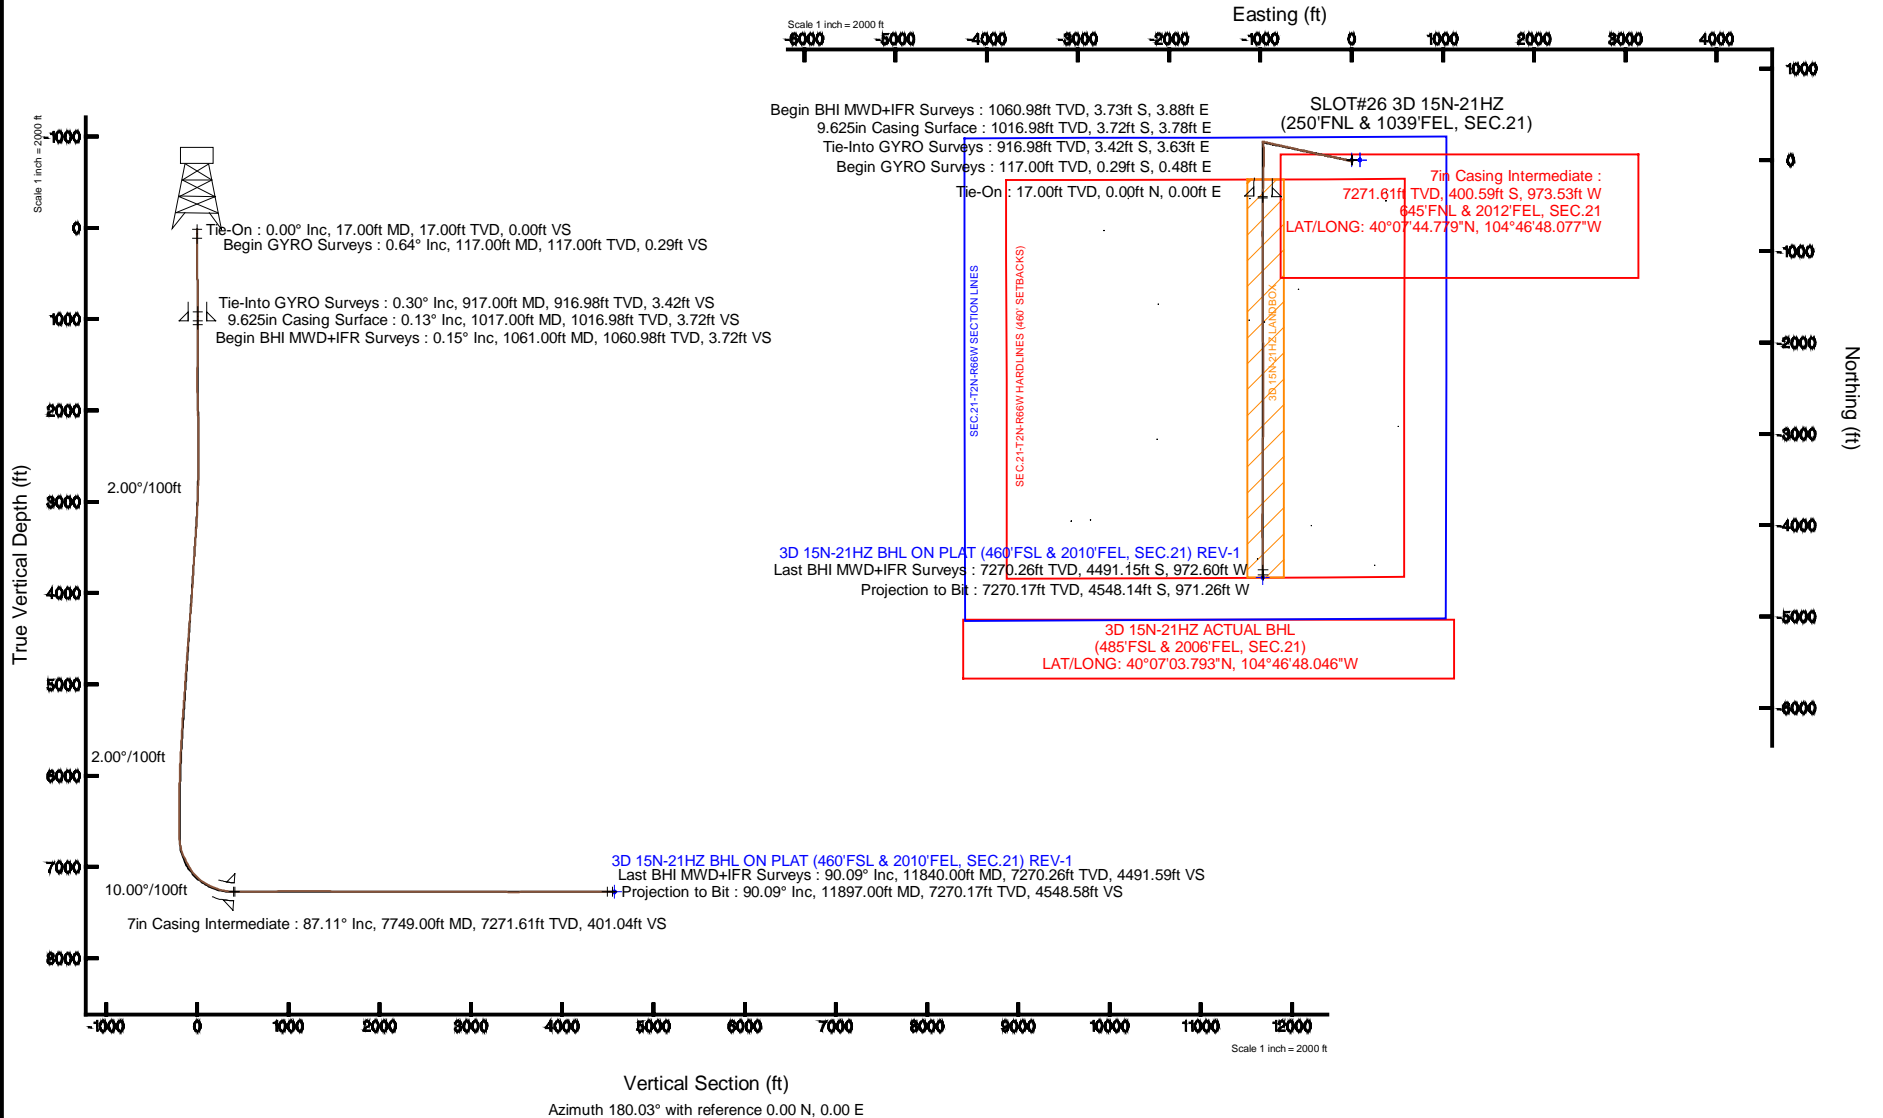 Easting (ft)
Scale 1 inch = 2000 ft
-6000 -5000 -4000 -3000 -2000 -1000 0 1000 2000 3000 4000
1000
0
-1000
-2000
-3000
-4000
-5000
-6000
Northing (ft)
SLOT#26 3D 15N-21HZ
(250'FNL & 1039'FEL, SEC.21)
Begin BHI MWD+IFR Surveys : 1060.98ft TVD, 3.73ft S, 3.88ft E
9.625in Casing Surface : 1016.98ft TVD, 3.72ft S, 3.78ft E
Tie-Into GYRO Surveys : 916.98ft TVD, 3.42ft S, 3.63ft E
Begin GYRO Surveys : 117.00ft TVD, 0.29ft S, 0.48ft E
Tie-On : 17.00ft TVD, 0.00ft N, 0.00ft E
7in Casing Intermediate :
7271.61ft TVD, 400.59ft S, 973.53ft W
645'FNL & 2012'FEL, SEC.21
LAT/LONG: 40°07'44.779"N, 104°46'48.077"W
SEC.21-T2N-R66W SECTION LINES
SEC.21-T2N-R66W HARDLINES (460' SETBACKS)
3D 15N-21HZ LANDBOX
3D 15N-21HZ BHL ON PLAT (460'FSL & 2010'FEL, SEC.21) REV-1
Last BHI MWD+IFR Surveys : 7270.26ft TVD, 4491.15ft S, 972.60ft W
Projection to Bit : 7270.17ft TVD, 4548.14ft S, 971.26ft W
3D 15N-21HZ ACTUAL BHL
(485'FSL & 2006'FEL, SEC.21)
LAT/LONG: 40°07'03.793"N, 104°46'48.046"W
Scale 1 inch = 2000 ft
True Vertical Depth (ft)
-1000
0
1000
2000
3000
4000
5000
6000
7000
8000
Tie-On : 0.00° Inc, 17.00ft MD, 17.00ft TVD, 0.00ft VS
Begin GYRO Surveys : 0.64° Inc, 117.00ft MD, 117.00ft TVD, 0.29ft VS
Tie-Into GYRO Surveys : 0.30° Inc, 917.00ft MD, 916.98ft TVD, 3.42ft VS
9.625in Casing Surface : 0.13° Inc, 1017.00ft MD, 1016.98ft TVD, 3.72ft VS
Begin BHI MWD+IFR Surveys : 0.15° Inc, 1061.00ft MD, 1060.98ft TVD, 3.72ft VS
2.00°/100ft
2.00°/100ft
10.00°/100ft
3D 15N-21HZ BHL ON PLAT (460'FSL & 2010'FEL, SEC.21) REV-1
Last BHI MWD+IFR Surveys : 90.09° Inc, 11840.00ft MD, 7270.26ft TVD, 4491.59ft VS
Projection to Bit : 90.09° Inc, 11897.00ft MD, 7270.17ft TVD, 4548.58ft VS
7in Casing Intermediate : 87.11° Inc, 7749.00ft MD, 7271.61ft TVD, 401.04ft VS
-1000 0 1000 2000 3000 4000 5000 6000 7000 8000 9000 10000 11000 12000
Scale 1 inch = 2000 ft
Vertical Section (ft)
Azimuth 180.03° with reference 0.00 N, 0.00 E